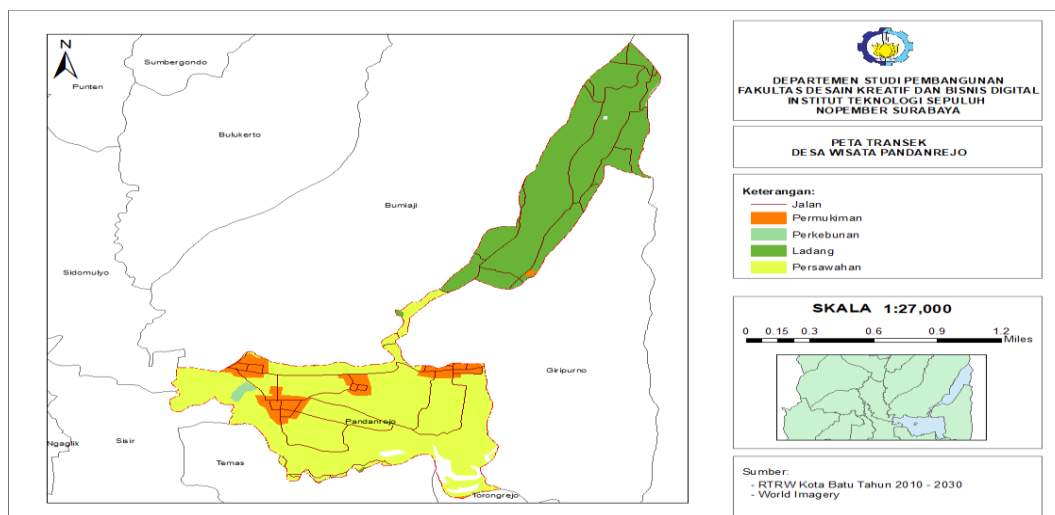 N
Sumbergondo
Punten
Bulukerto
Bumiaji
Sidomulyo
Giripurno
Pandanrejo
Ngaglik
Sisir
Temas
Torongrejo
DEPARTEMEN STUDI PEMBANGUNAN
FAKULTAS DESAIN KREATIF DAN BISNIS DIGITAL
INSTITUT TEKNOLOGI SEPULUH
NOPEMBER SURABAYA
PETA TRANSEK
DESA WISATA PANDANREJO
Keterangan:
Jalan
Permukiman
Perkebunan
Ladang
Persawahan
SKALA 1:27,000
0 0.15 0.3 0.6 0.9 1.2
Miles
Sumber:
- RTRW Kota Batu Tahun 2010 - 2030
- World Imagery